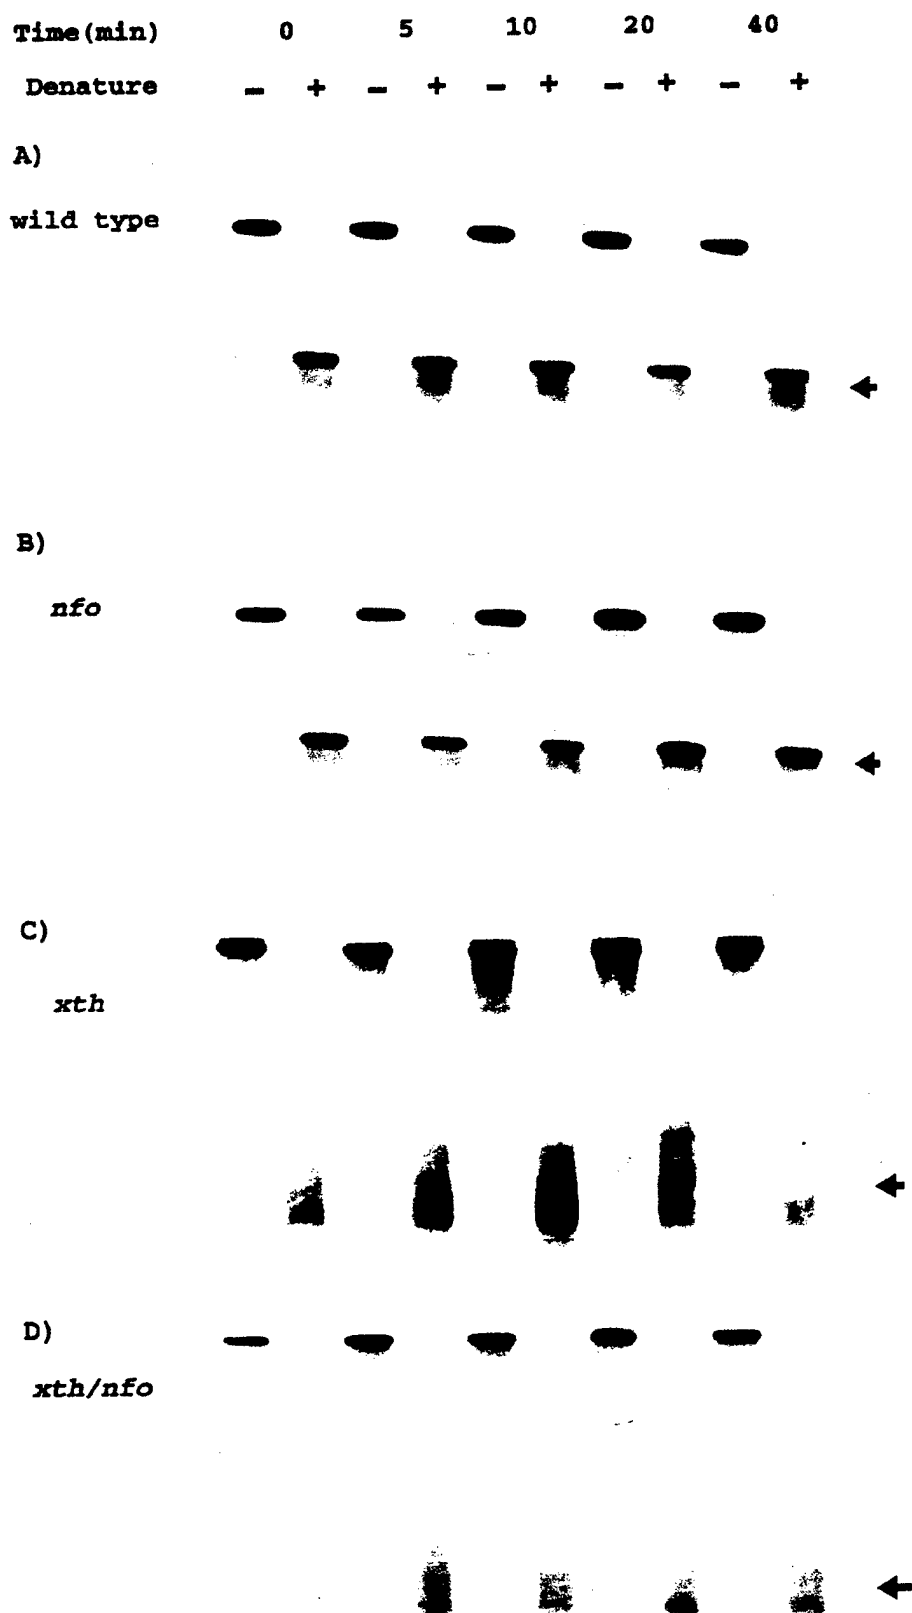 Time(min) 0 5 10 20 40
Denature - + - + - + - + - +
A)
wild type
B)
nfo
C)
xth
D)
xth/nfo